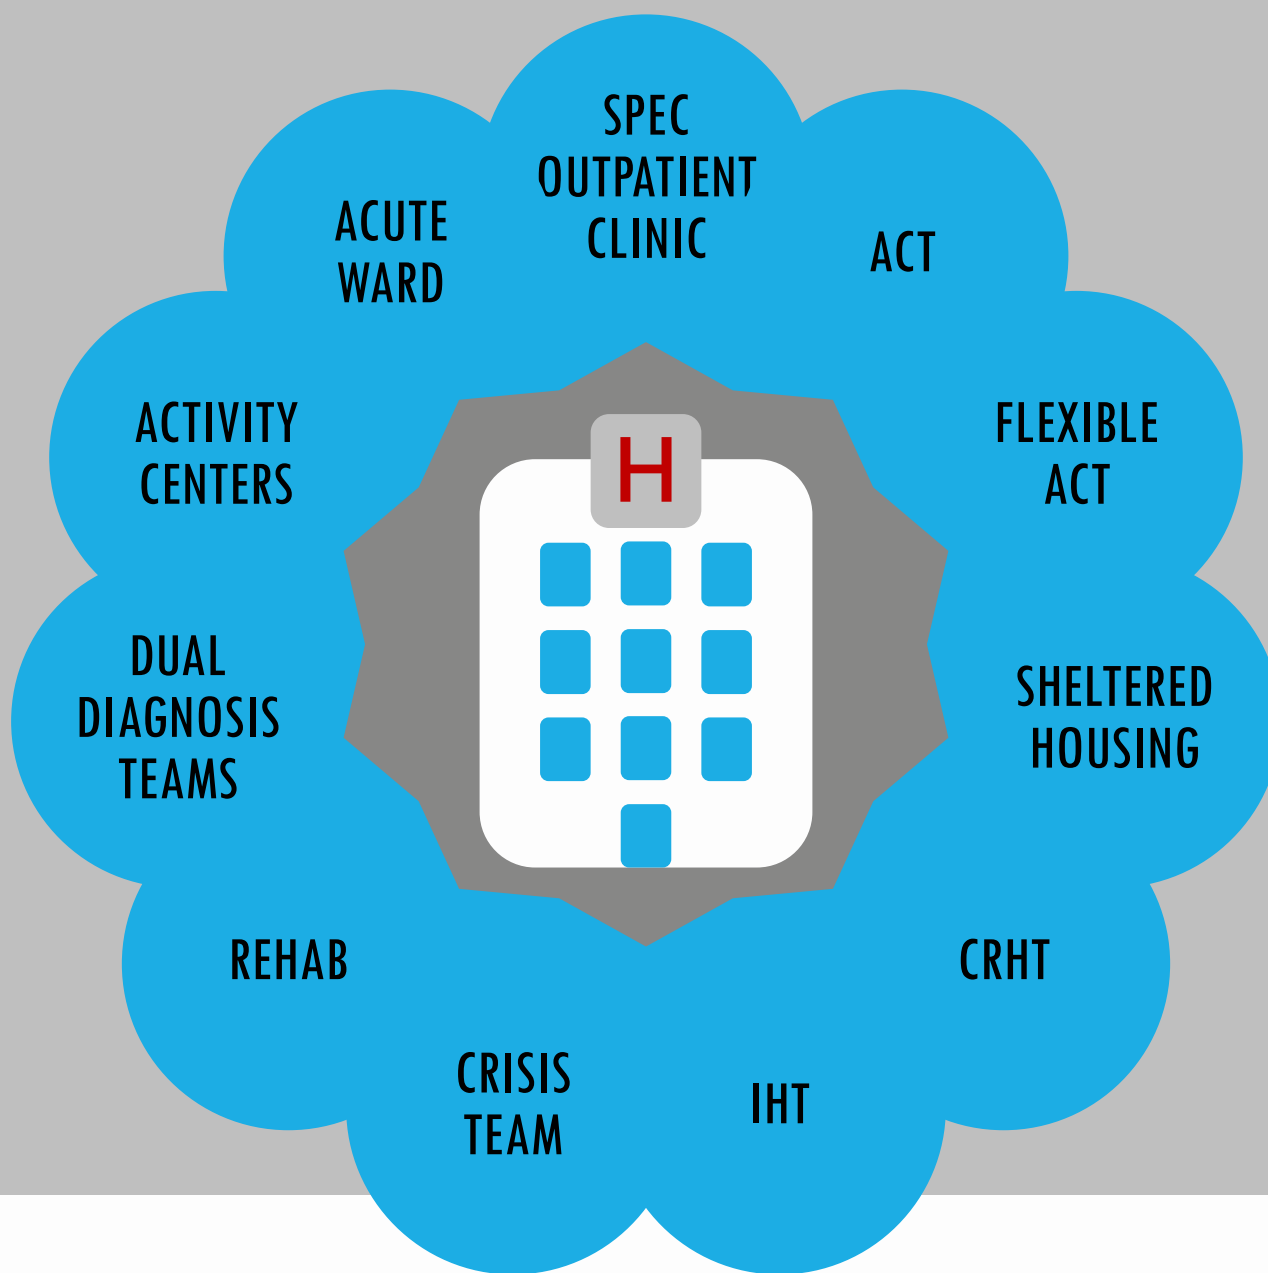 SPEC
OUTPATIENT
CLINIC
ACT
FLEXIBLE
ACT
SHELTERED
HOUSING
CRHT
IHT
CRISIS
TEAM
REHAB
DUAL
DIAGNOSIS
TEAMS
ACTIVITY
CENTERS
ACUTE
WARD
H